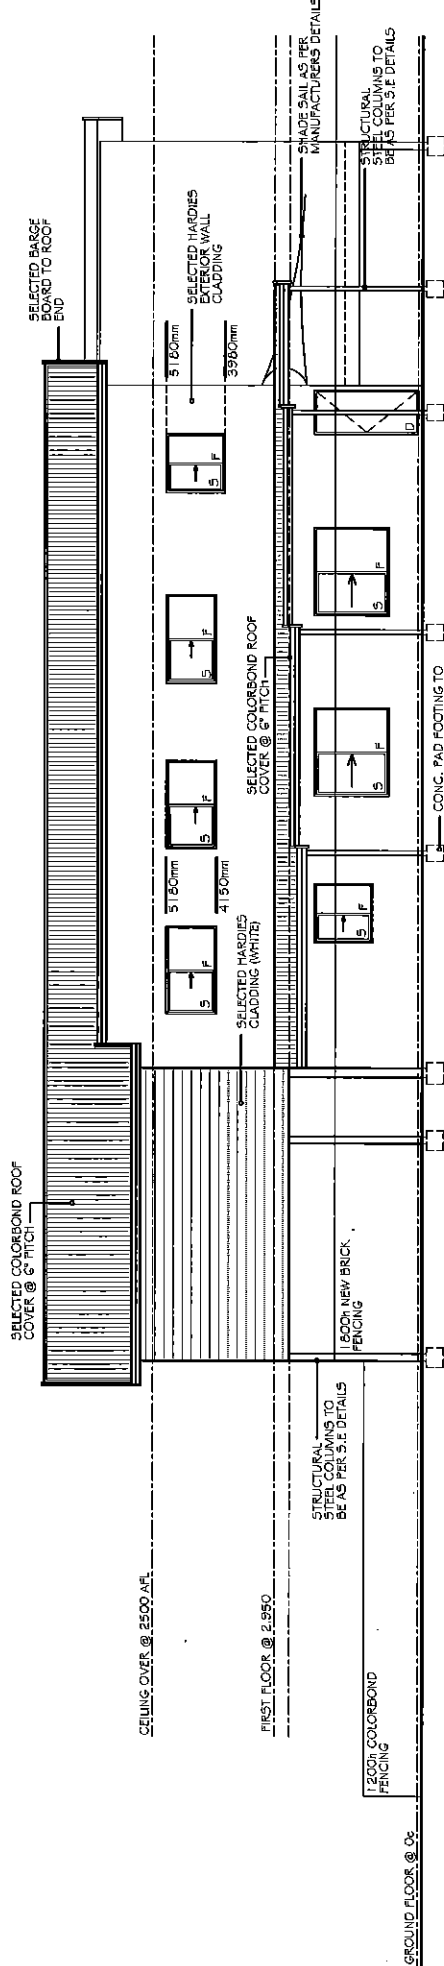 SELECTED COLORBOND ROOF
COVER @ 6° PITCH
SELECTED BARGE
BOARD TO ROOF
END
CEILING OVER @ 2500 AFL
5180mm
4150mm
5180mm
3980mm
SELECTED HARDIES
EXTERIOR WALL
CLADDING
S F
S F
S F
S F
SELECTED HARDIES
CLADDING (WHITE)
SELECTED COLORBOND ROOF
COVER @ 6° PITCH
SHADE SAIL AS PER
MANUFACTURERS DETAILS
FIRST FLOOR @ 2.950
STRUCTURAL
STEEL COLUMNS TO
BE AS PER S.E DETAILS
1800h NEW BRICK
FENCING
S F
S F
S F
D
STRUCTURAL
STEEL COLUMNS TO
BE AS PER S.E DETAILS
1200h COLORBOND
FENCING
GROUND FLOOR @ 0c
CONC. PAD FOOTING TO